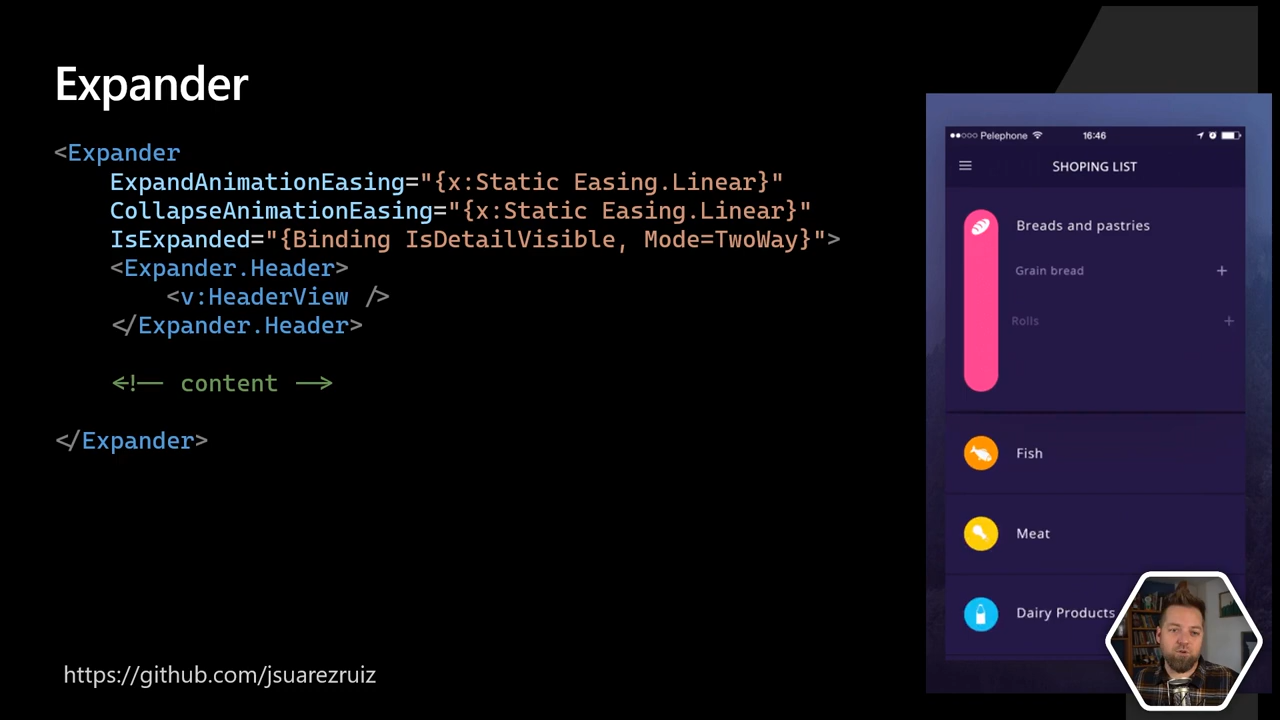 Expander
<Expander
ExpandAnimationEasing="{x:Static Easing.Linear}"
CollapseAnimationEasing="{x:Static Easing.Linear}"
IsExpanded="{Binding IsDetailVisible, Mode=TwoWay}">
<Expander.Header>
<v:HeaderView />
</Expander.Header>
<!-- content -->
</Expander>
https://github.com/jsuarezruiz
Pelephone 16:46
SHOPING LIST
Breads and pastries
Grain bread +
Rolls +
Fish
Meat
Dairy Products